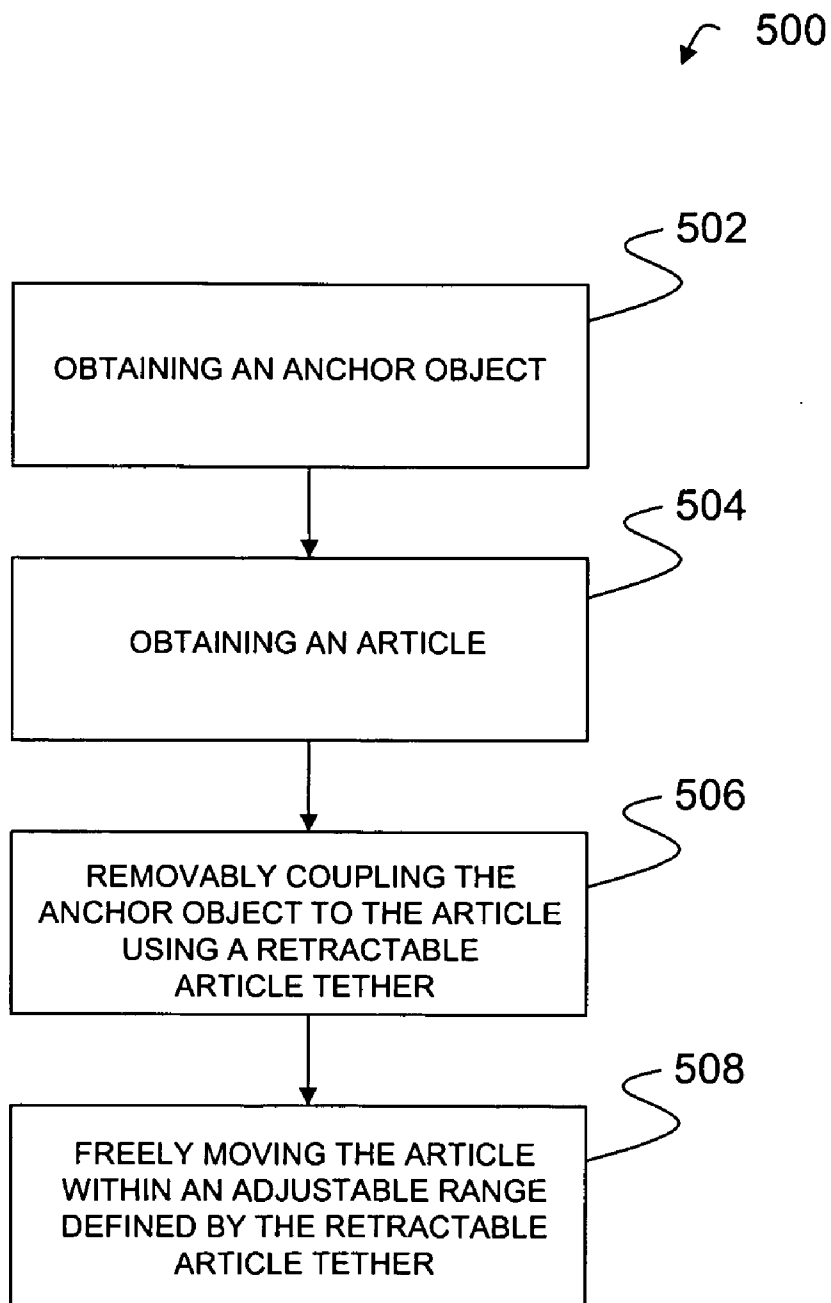 500
502
OBTAINING AN ANCHOR OBJECT
504
OBTAINING AN ARTICLE
506
REMOVABLY COUPLING THE
ANCHOR OBJECT TO THE ARTICLE
USING A RETRACTABLE
ARTICLE TETHER
508
FREELY MOVING THE ARTICLE
WITHIN AN ADJUSTABLE RANGE
DEFINED BY THE RETRACTABLE
ARTICLE TETHER